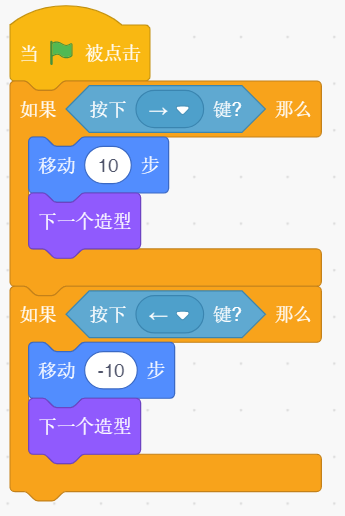 当 被点击
如果 按下 → 键? 那么
移动 10 步
下一个造型
如果 按下 ← 键? 那么
移动 -10 步
下一个造型